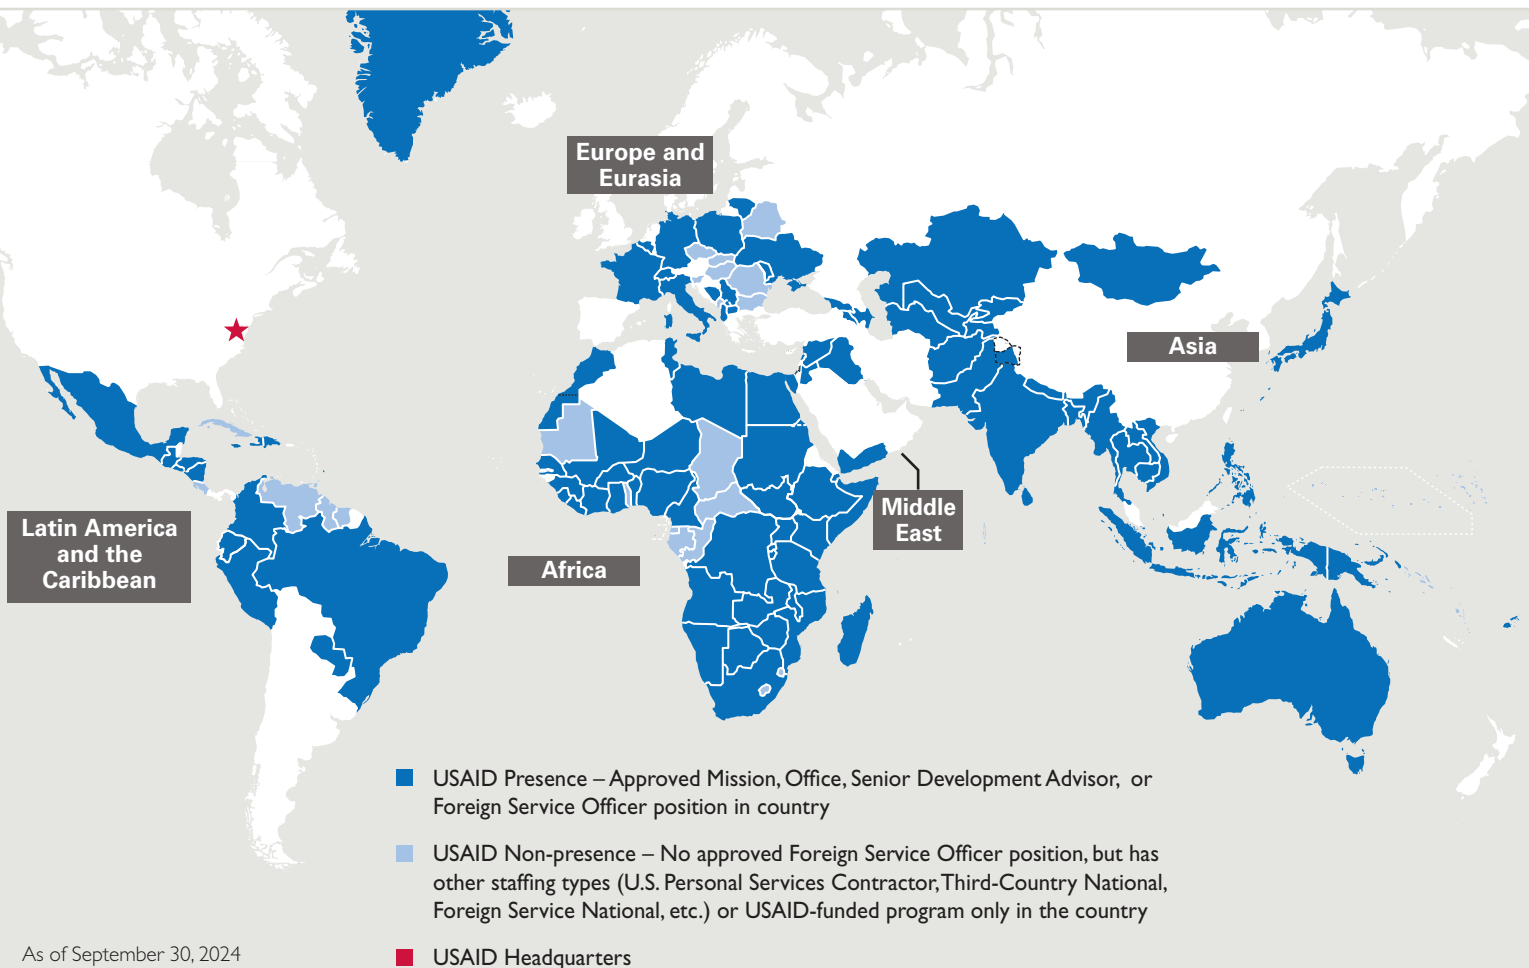 Europe and
Eurasia
Asia
Middle
East
Latin America
and the
Caribbean
Africa
USAID Presence – Approved Mission, Office, Senior Development Advisor, or
Foreign Service Officer position in country
USAID Non-presence – No approved Foreign Service Officer position, but has
other staffing types (U.S. Personal Services Contractor, Third-Country National,
Foreign Service National, etc.) or USAID-funded program only in the country
USAID Headquarters
As of September 30, 2024